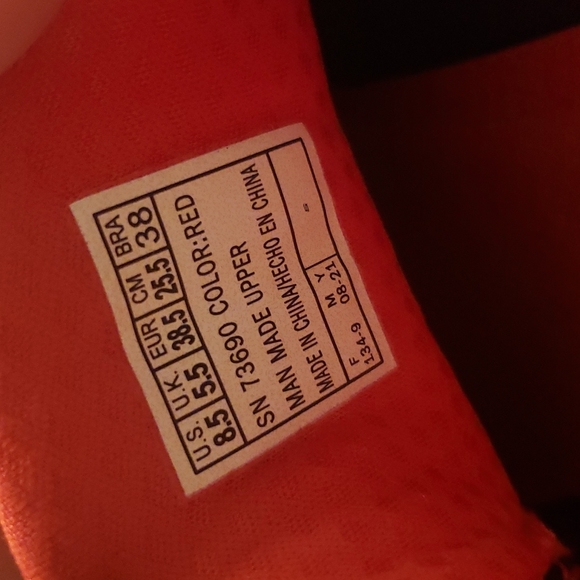 U.S. U.K. EUR CM BRA
8.5 5.5 38.5 25.5 38
SN 73690 COLOR:RED
MAN MADE UPPER
MADE IN CHINA/HECHO EN CHINA
F M Y
134-9 08-21